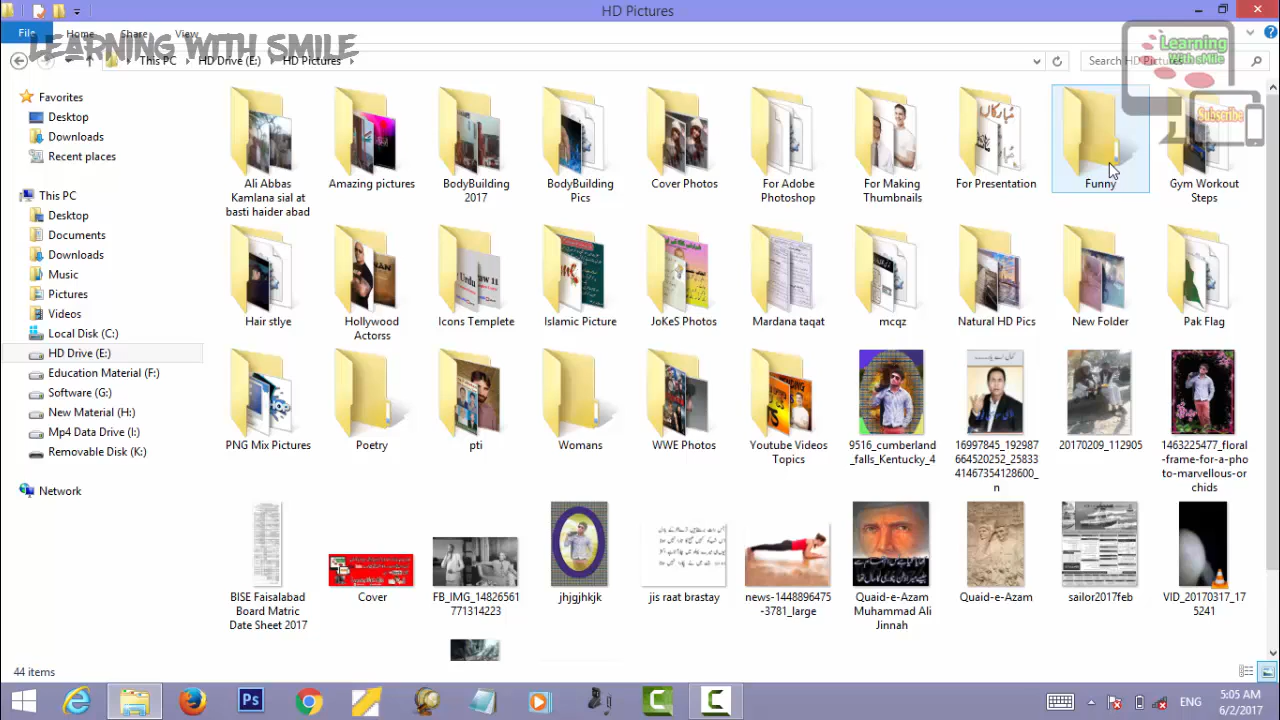 HD Pictures
File Home Share View
LEARNING WITH SMILE
This PC HD Drive (E:) HD Pictures
Search HD Pictures
Learning
With sMile
Subscribe
Favorites
Desktop
Downloads
Recent places
This PC
Desktop
Documents
Downloads
Music
Pictures
Videos
Local Disk (C:)
HD Drive (E:)
Education Material (F:)
Software (G:)
New Material (H:)
Mp4 Data Drive (I:)
Removable Disk (K:)
Network
Ali Abbas
Kamlana sial at
basti haider abad
Amazing pictures
BodyBuilding
2017
BodyBuilding
Pics
Cover Photos
For Adobe
Photoshop
For Making
Thumbnails
For Presentation
Funny
Gym Workout
Steps
Hair stlye
Hollywood
Actorss
Icons Templete
Islamic Picture
JoKeS Photos
Mardana taqat
mcqz
Natural HD Pics
New Folder
Pak Flag
PNG Mix Pictures
Poetry
pti
Womans
WWE Photos
Youtube Videos
Topics
9516_cumberland
_falls_Kentucky_4
16997845_192987
664520252_25833
41467354128600_
n
20170209_112905
1463225477_floral
-frame-for-a-pho
to-marvellous-or
chids
BISE Faisalabad
Board Matric
Date Sheet 2017
Cover
FB_IMG_14826561
771314223
jhjgjhkjk
jis raat brastay
news-1448896475
-3781_large
Quaid-e-Azam
Muhammad Ali
Jinnah
Quaid-e-Azam
sailor2017feb
VID_20170317_175
241
44 items
Ps
ENG
5:05 AM
6/2/2017